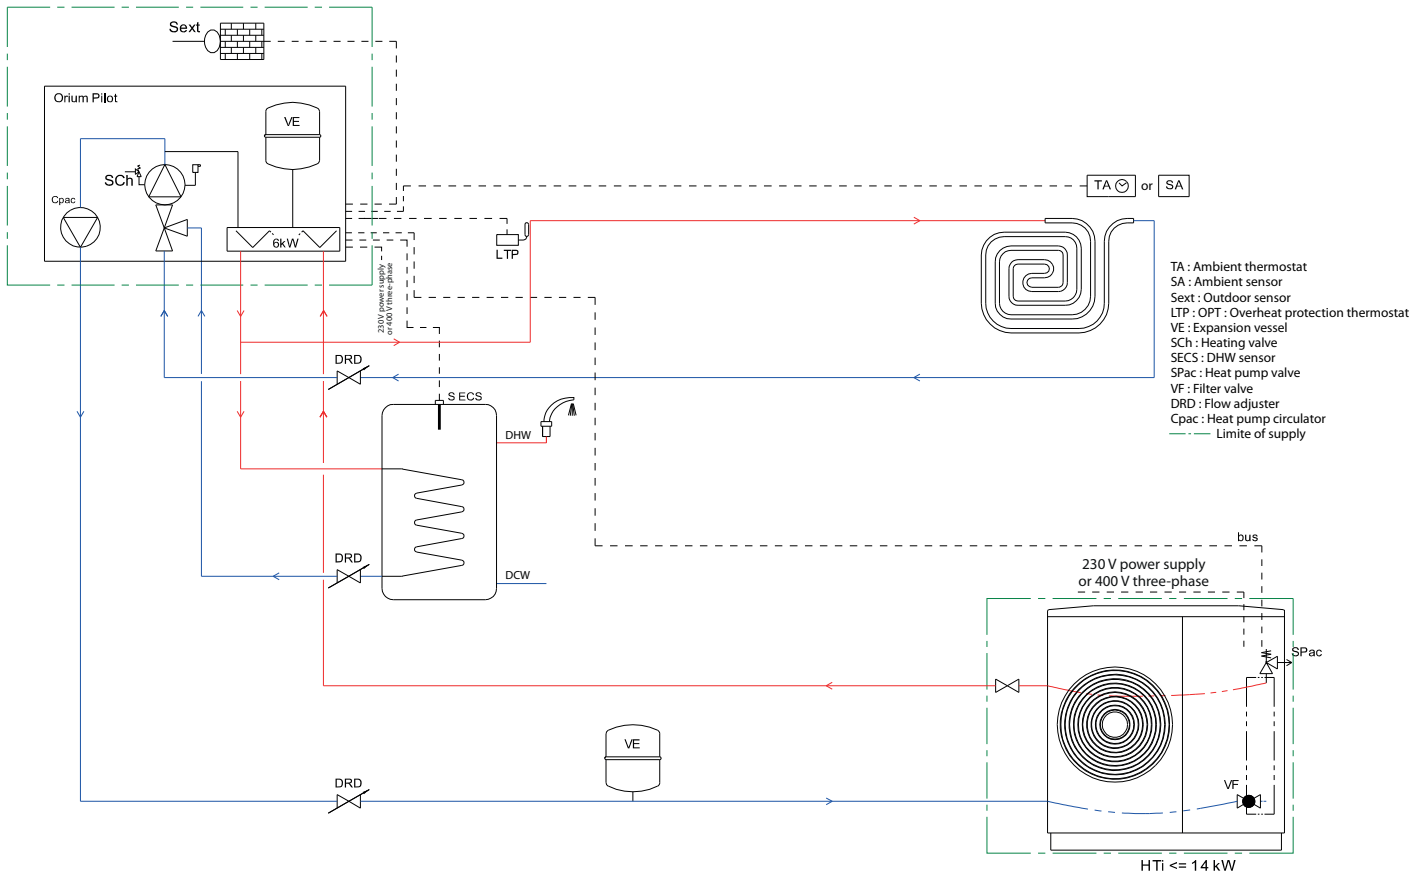 Sext
Orium Pilot
VE
SCh
Cpac
6kW
TA or SA
LTP
230 V power supply
or 400 V three-phase
TA : Ambient thermostat
SA : Ambient sensor
Sext : Outdoor sensor
LTP : OPT : Overheat protection thermostat
VE : Expansion vessel
SCh : Heating valve
SECS : DHW sensor
SPac : Heat pump valve
VF : Filter valve
DRD : Flow adjuster
Cpac : Heat pump circulator
Limite of supply
DRD
S ECS
DHW
DRD
DCW
bus
230 V power supply
or 400 V three-phase
SPac
VE
DRD
VF
HTi <= 14 kW